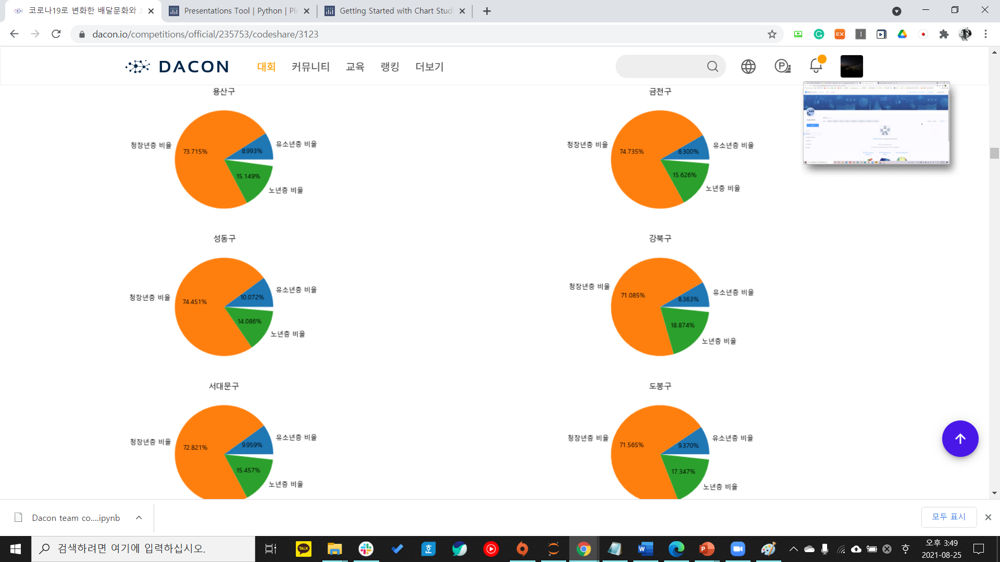 코로나19로 변화한 배달문화와
Presentations Tool | Python | Plo
Getting Started with Chart Studi
dacon.io/competitions/official/235753/codeshare/3123
DACON
대회
커뮤니티
교육
랭킹
더보기
용산구
청장년층 비율
73.715%
8.993%
유소년층 비율
15.149%
노년층 비율
금천구
청장년층 비율
74.735%
8.300%
유소년층 비율
15.626%
노년층 비율
성동구
청장년층 비율
74.451%
10.072%
유소년층 비율
14.086%
노년층 비율
강북구
청장년층 비율
71.085%
8.363%
유소년층 비율
18.874%
노년층 비율
서대문구
청장년층 비율
72.821%
9.959%
유소년층 비율
15.457%
노년층 비율
도봉구
청장년층 비율
71.565%
9.370%
유소년층 비율
17.347%
노년층 비율
Dacon team co....ipynb
모두 표시
검색하려면 여기에 입력하십시오.
TALK
오후 3:49
2021-08-25